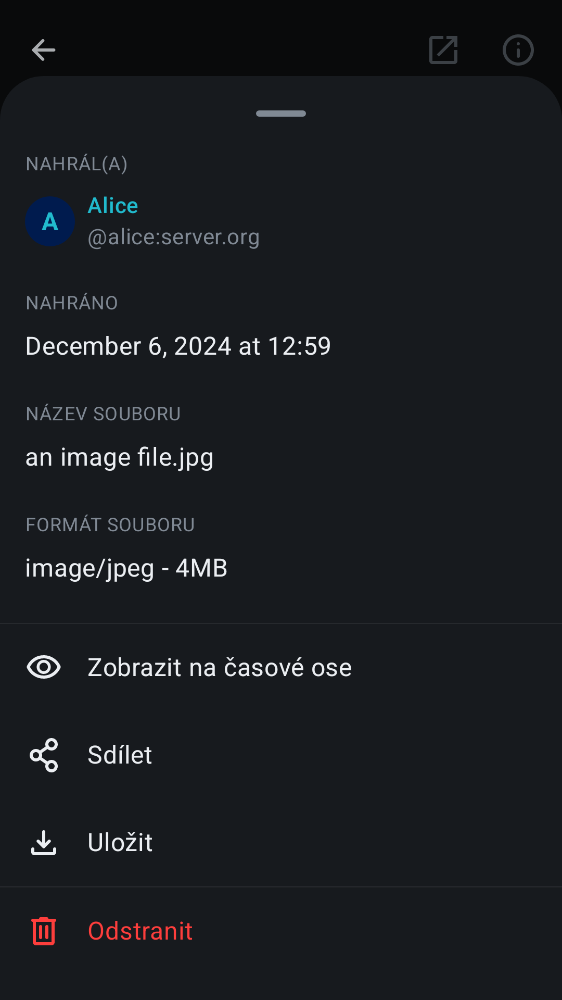 NAHRÁL(A)
A
Alice
@alice:server.org
NAHRÁNO
December 6, 2024 at 12:59
NÁZEV SOUBORU
an image file.jpg
FORMÁT SOUBORU
image/jpeg - 4MB
Zobrazit na časové ose
Sdílet
Uložit
Odstranit